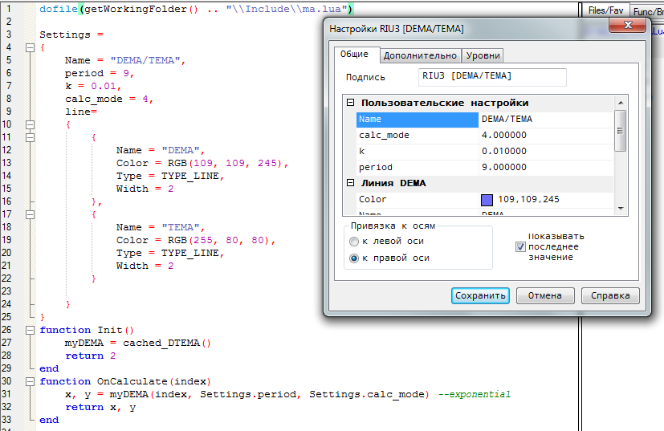 dofile(getWorkingFolder() .. "\\Include\\ma.lua")
Settings =
{
Name = "DEMA/TEMA",
period = 9,
k = 0.01,
calc_mode = 4,
line=
{
{
Name = "DEMA",
Color = RGB(109, 109, 245),
Type = TYPE_LINE,
Width = 2
},
{
Name = "TEMA",
Color = RGB(255, 80, 80),
Type = TYPE_LINE,
Width = 2
}
}
}
function Init()
myDEMA = cached_DTEMA()
return 2
end
function OnCalculate(index)
x, y = myDEMA(index, Settings.period, Settings.calc_mode) --exponential
return x, y
end
1
2
3
4
5
6
7
8
9
10
11
12
13
14
15
16
17
18
19
20
21
22
23
24
25
26
27
28
29
30
31
32
33
Files/Fav
Func/Br
Настройки RIU3 [DEMA/TEMA]
Общие
Дополнительно
Уровни
Подпись
RIU3 [DEMA/TEMA]
Пользовательские настройки
Name DEMA/TEMA
calc_mode 4.000000
k 0.010000
period 9.000000
Линия DEMA
Color 109,109,245
Привязка к осям
к левой оси
к правой оси
Показывать
последнее
значение
Сохранить
Отмена
Справка